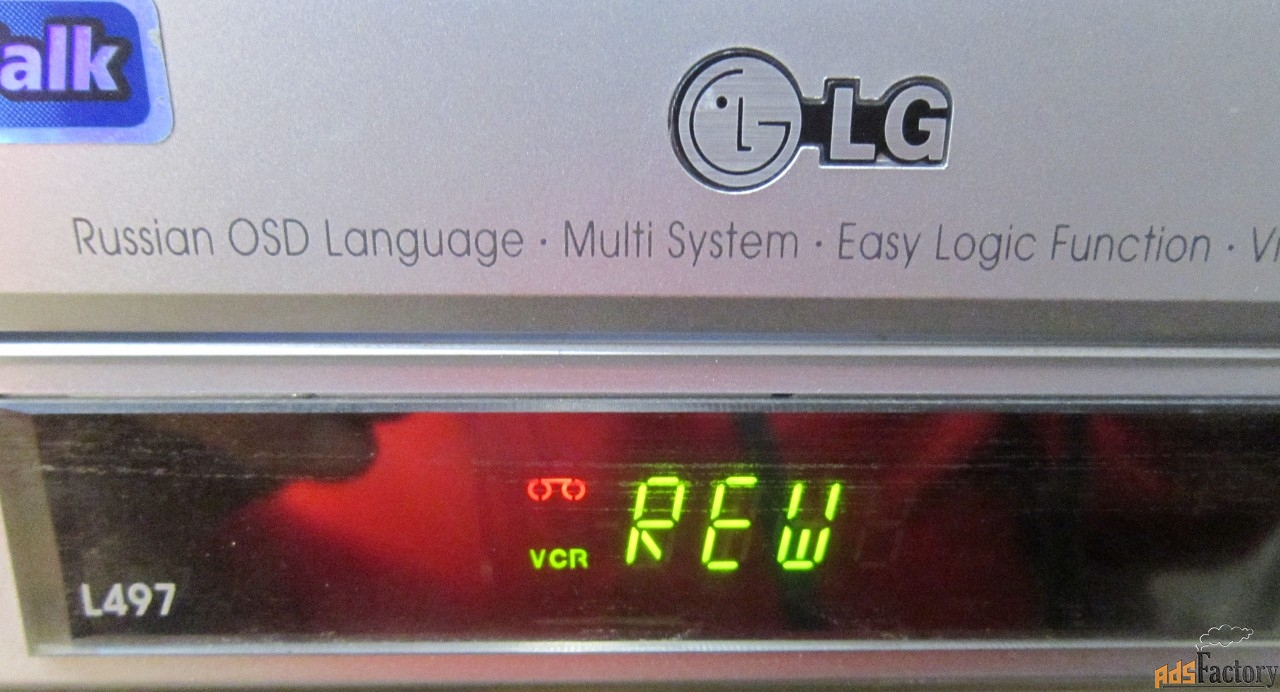 alk
LG
Russian OSD Language · Multi System · Easy Logic Function ·
REW
VCR
L497
AdsFactory